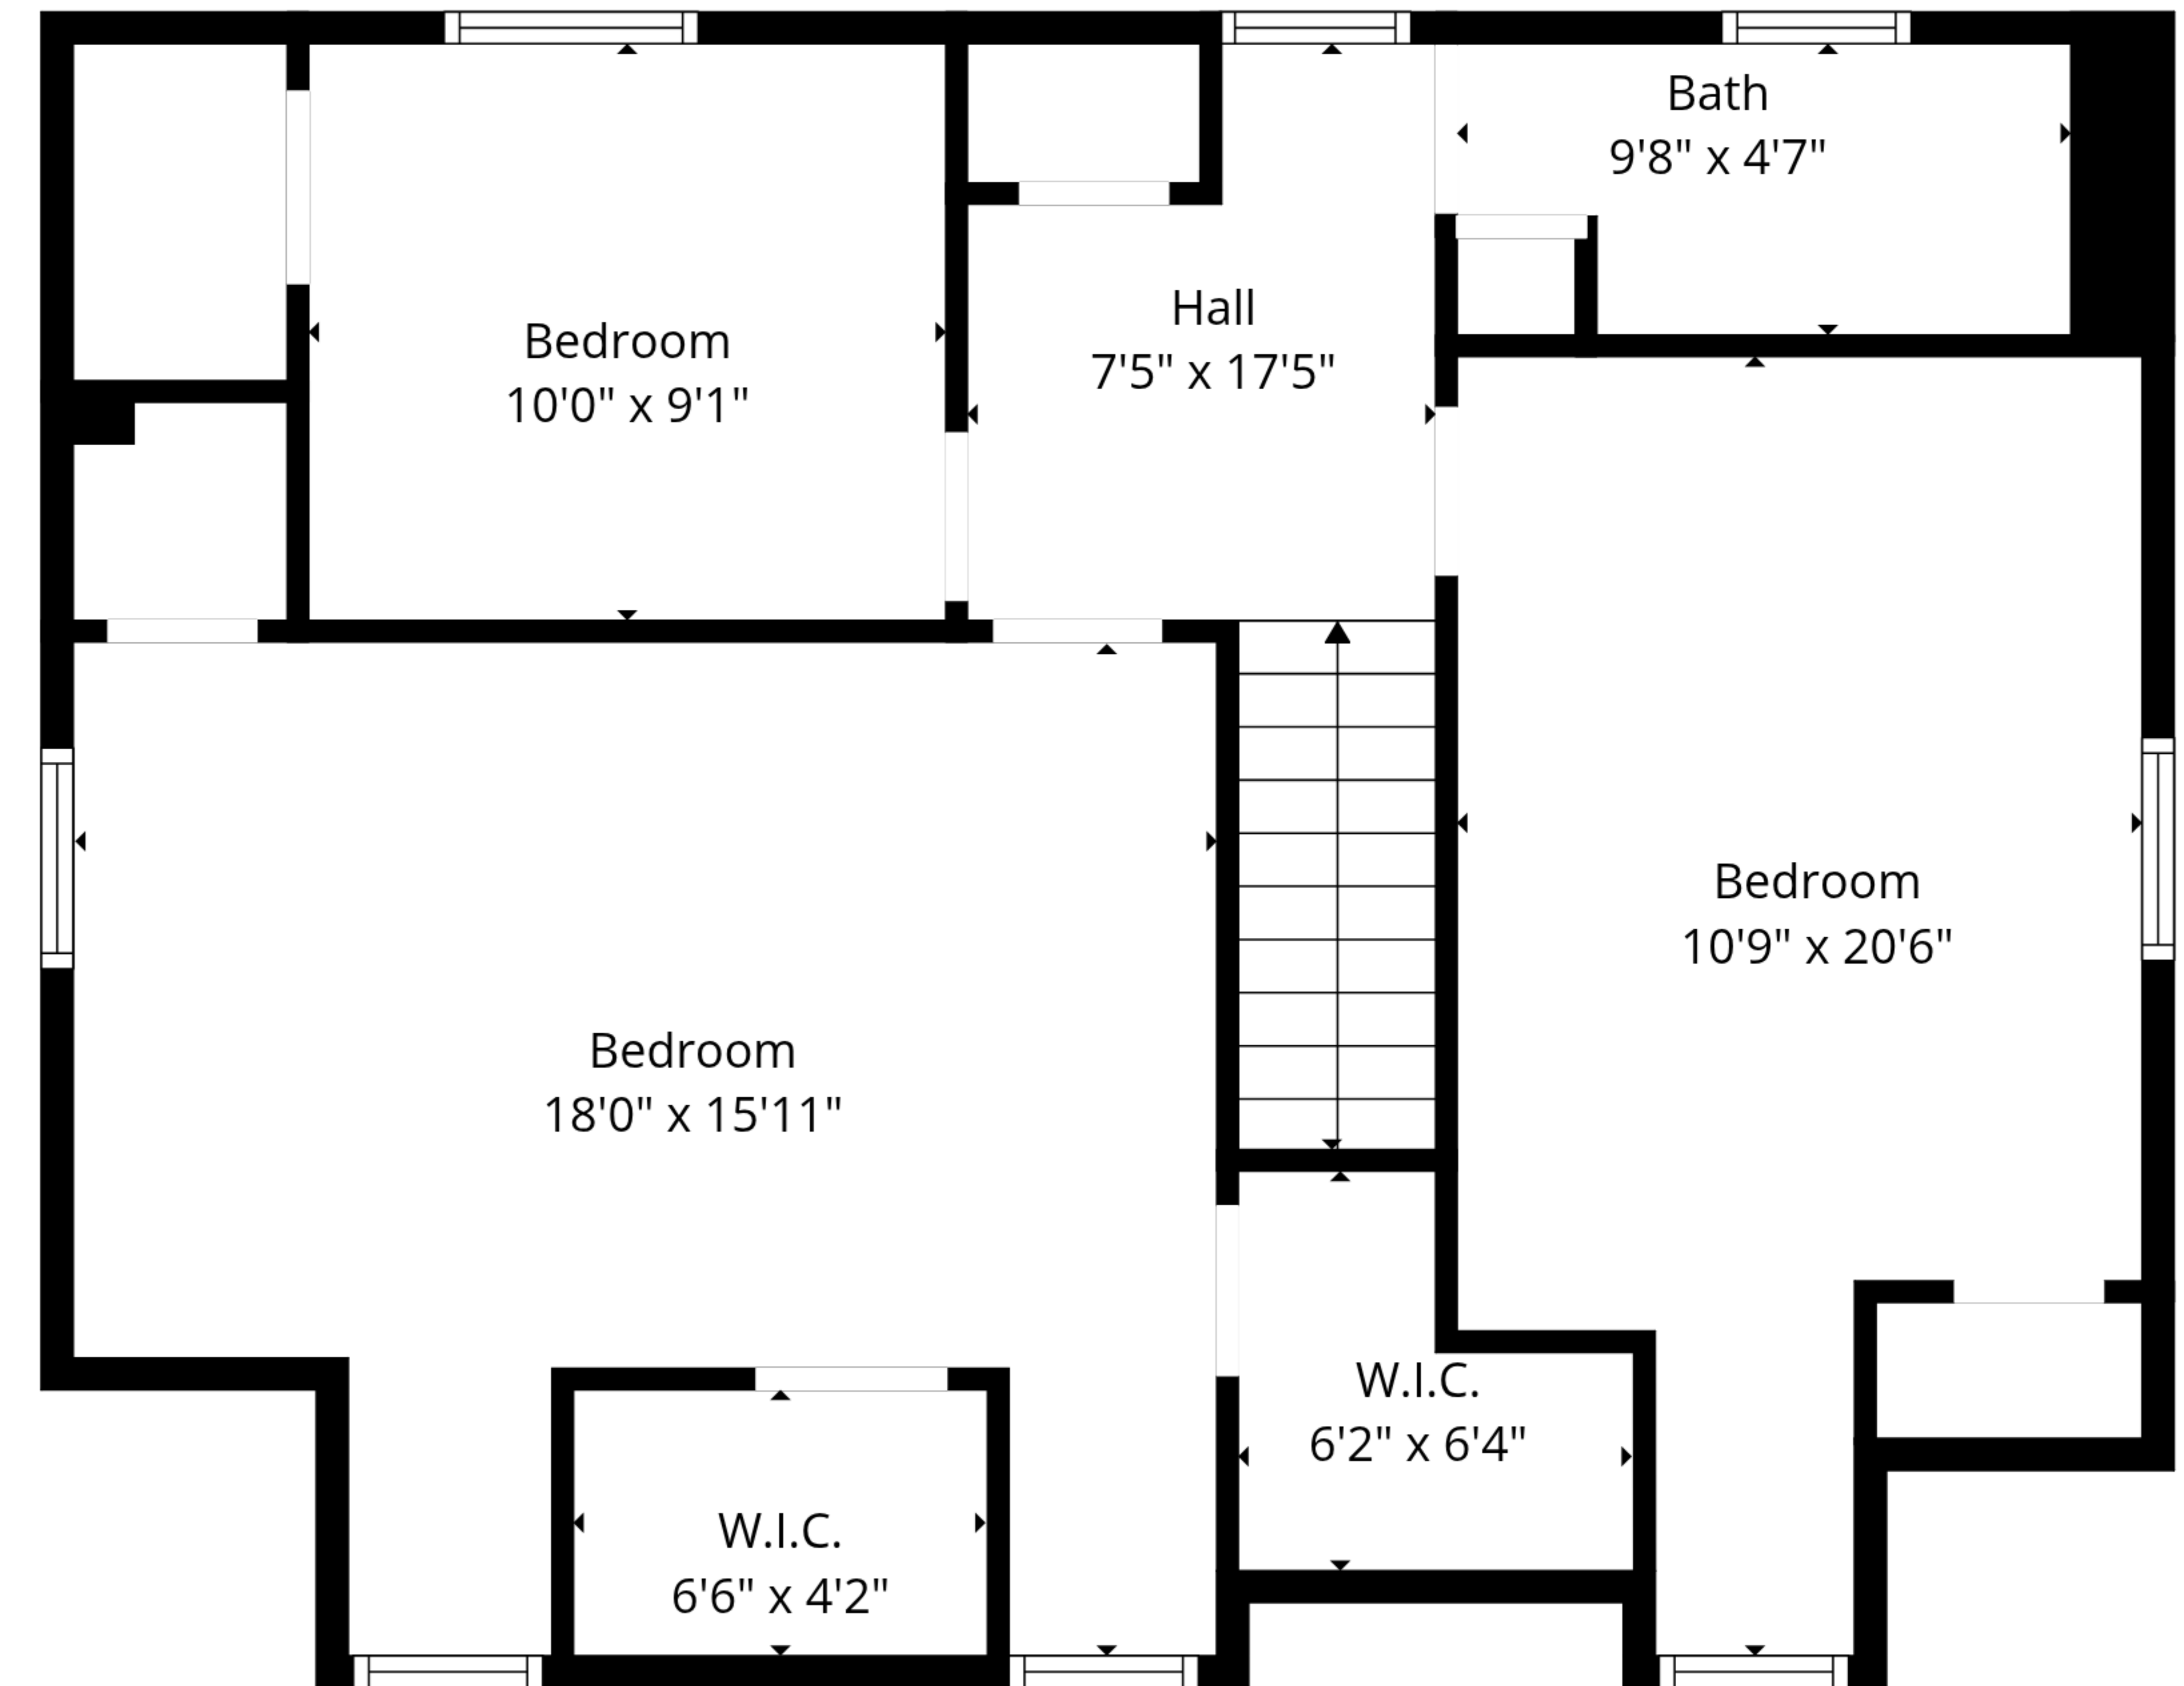 Bath
9'8" x 4'7"
Hall
7'5" x 17'5"
Bedroom
10'0" x 9'1"
Bedroom
10'9" x 20'6"
Bedroom
18'0" x 15'11"
W.I.C.
6'2" x 6'4"
W.I.C.
6'6" x 4'2"